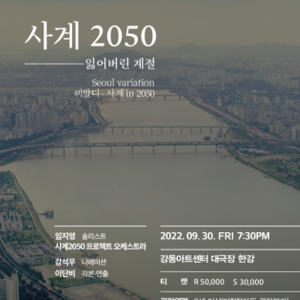 사계 2050
잃어버린 계절
Seoul variation
비발디 - 사계 in 2050
임지영 솔리스트
사계2050 프로젝트 오케스트라
강석우 나레이션
이단비 각본·연출
2022. 09. 30. FRI 7:30PM
강동아트센터 대극장 한강
티 켓 R 50,000 S 30,000